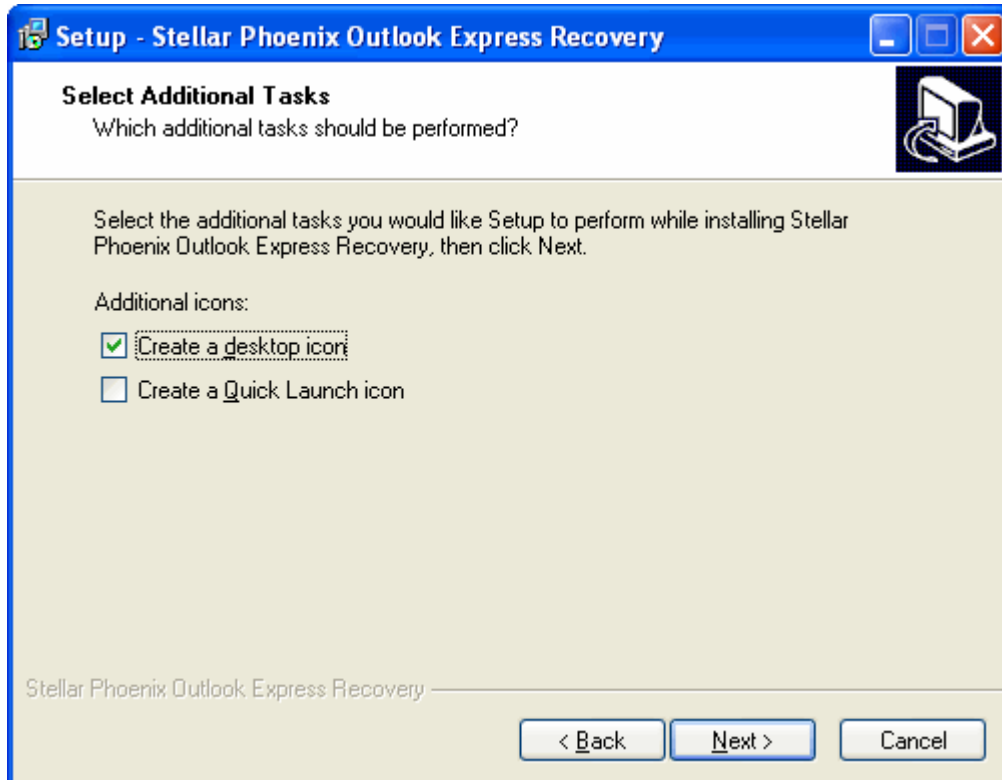 Setup - Stellar Phoenix Outlook Express Recovery
Select Additional Tasks
Which additional tasks should be performed?
Select the additional tasks you would like Setup to perform while installing Stellar
Phoenix Outlook Express Recovery, then click Next.
Additional icons:
Create a desktop icon
Create a Quick Launch icon
Stellar Phoenix Outlook Express Recovery
< Back
Next >
Cancel